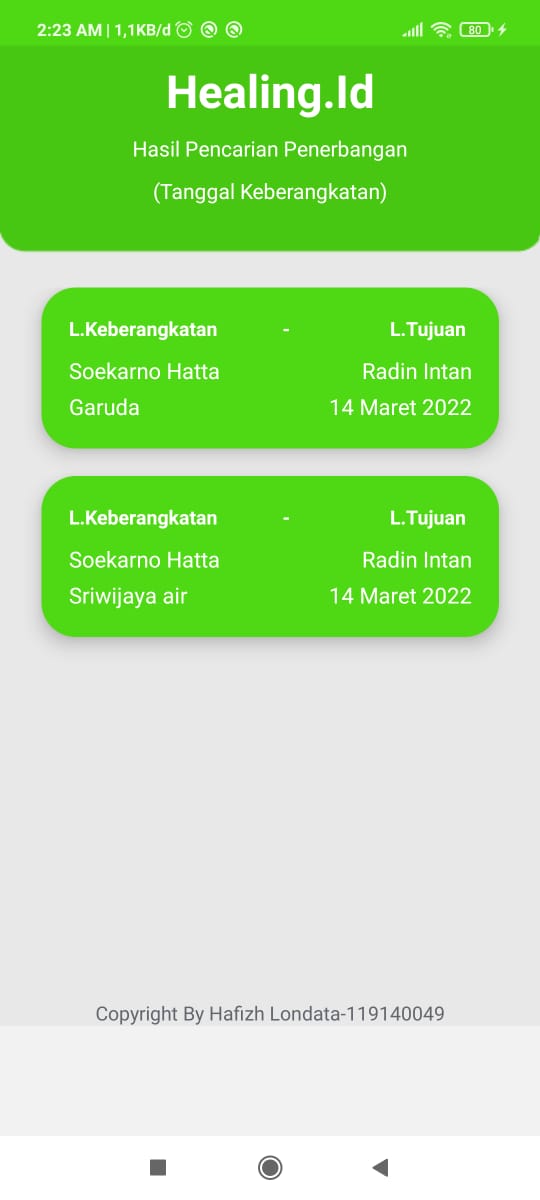 2:23 AM | 1,1KB/d
80
Healing.Id
Hasil Pencarian Penerbangan
(Tanggal Keberangkatan)
L.Keberangkatan - L.Tujuan
Soekarno Hatta Radin Intan
Garuda 14 Maret 2022
L.Keberangkatan - L.Tujuan
Soekarno Hatta Radin Intan
Sriwijaya air 14 Maret 2022
Copyright By Hafizh Londata-119140049